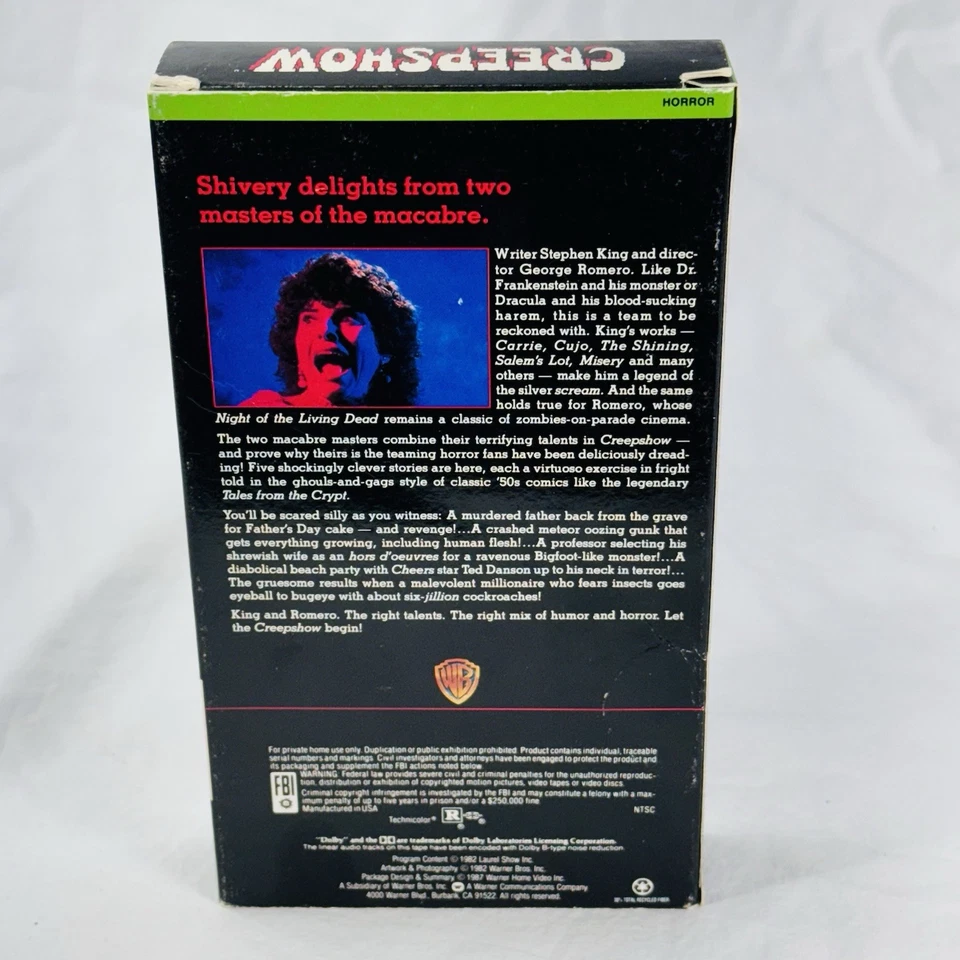 CREEPSHOW
HORROR
Shivery delights from two
masters of the macabre.
Writer Stephen King and direc-
tor George Romero. Like Dr.
Frankenstein and his monster or
Dracula and his blood-sucking
harem, this is a team to be
reckoned with. King's works —
Carrie, Cujo, The Shining,
Salem's Lot, Misery and many
others — make him a legend of
the silver scream. And the same
holds true for Romero, whose
Night of the Living Dead remains a classic of zombies-on-parade cinema.
The two macabre masters combine their terrifying talents in Creepshow —
and prove why theirs is the teaming horror fans have been deliciously dread-
ing! Five shockingly clever stories are here, each a virtuoso exercise in fright
told in the ghouls-and-gags style of classic '50s comics like the legendary
Tales from the Crypt.
You'll be scared silly as you witness: A murdered father back from the grave
for Father's Day cake — and revenge!...A crashed meteor oozing gunk that
gets everything growing, including human flesh!...A professor selecting his
shrewish wife as an hors d'oeuvres for a ravenous Bigfoot-like monster!...A
diabolical beach party with Cheers star Ted Danson up to his neck in terror!...
The gruesome results when a malevolent millionaire who fears insects goes
eyeball to bugeye with about six-jillion cockroaches!
King and Romero. The right talents. The right mix of humor and horror. Let
the Creepshow begin!
WB
For private home use only. Duplication or public exhibition prohibited. Product contains individual, traceable
serial numbers and markings. Civil investigators and attorneys have been engaged to protect the product and
its packaging and supplement the FBI actions noted below.
FBI
WARNING: Federal law provides severe civil and criminal penalties for the unauthorized reproduc-
tion, distribution or exhibition of copyrighted motion pictures, video tapes or video discs.
Criminal copyright infringement is investigated by the FBI and may constitute a felony with a max-
imum penalty of up to five years in prison and/or a $250,000 fine.
Manufactured in USA
NTSC
Technicolor® R
"Dolby" and the are trademarks of Dolby Laboratories Licensing Corporation.
The linear audio tracks on this tape have been encoded with Dolby B-type noise reduction.
Program Content © 1982 Laurel Show Inc.
Artwork & Photography © 1982 Warner Bros. Inc.
Package Design & Summary © 1987 Warner Home Video Inc.
A Subsidiary of Warner Bros. Inc. A Warner Communications Company
4000 Warner Blvd., Burbank, CA 91522. All rights reserved.